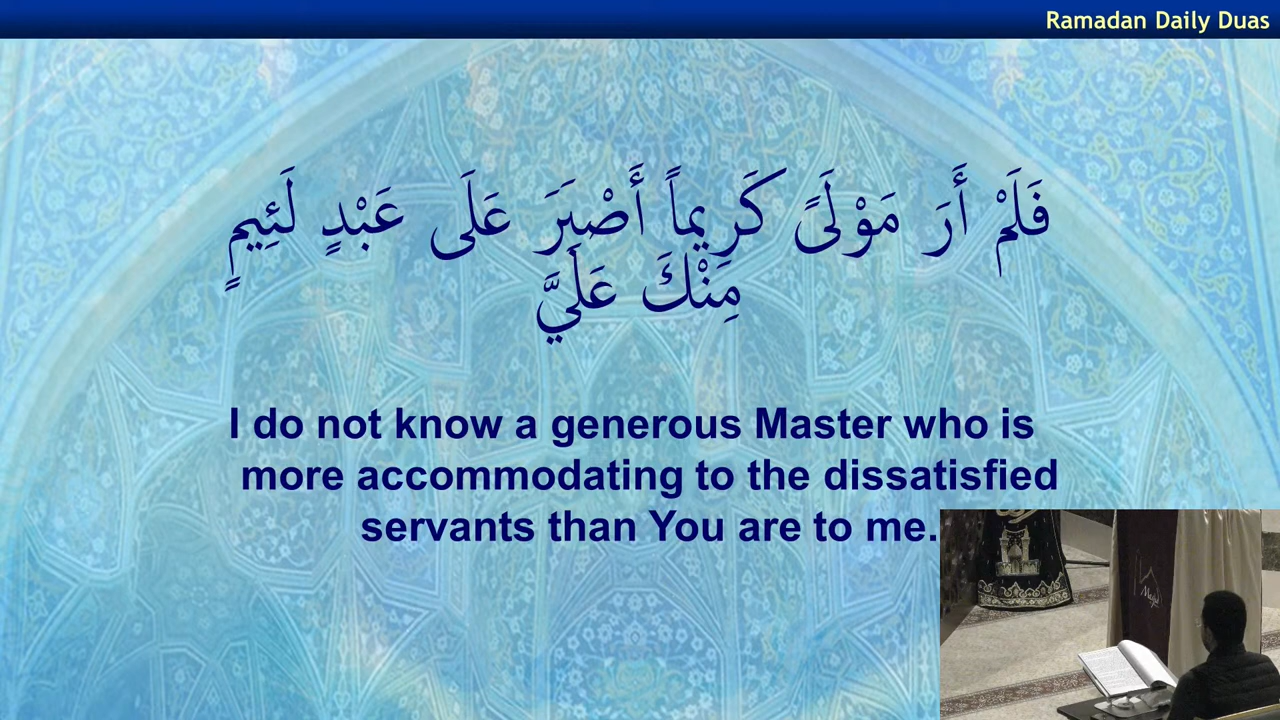 Ramadan Daily Duas
فَلَمْ أَرَ مَوْلَىً كَرِيماً أَصْبَرَ عَلَى عَبْدٍ لَئِيمٍ
مِنْكَ عَلَيَّ
I do not know a generous Master who is
more accommodating to the dissatisfied
servants than You are to me.